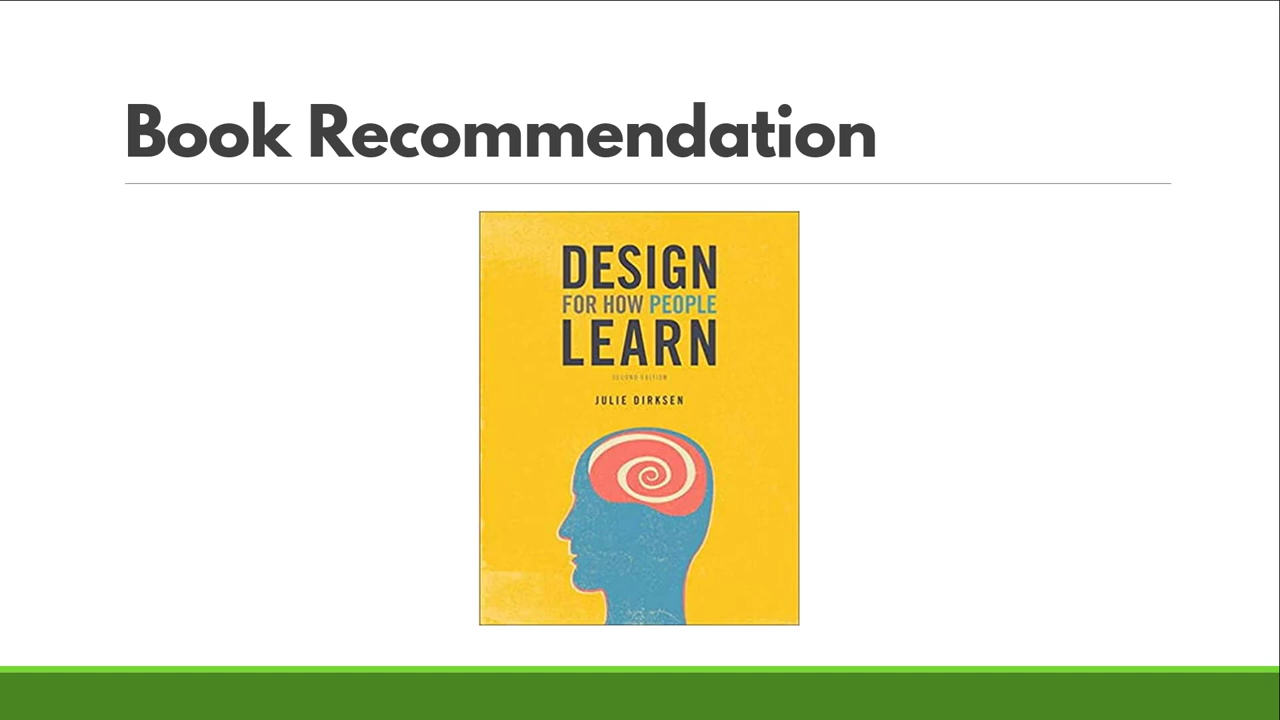 Book Recommendation
DESIGN
FOR HOW PEOPLE
LEARN
SECOND EDITION
JULIE DIRKSEN